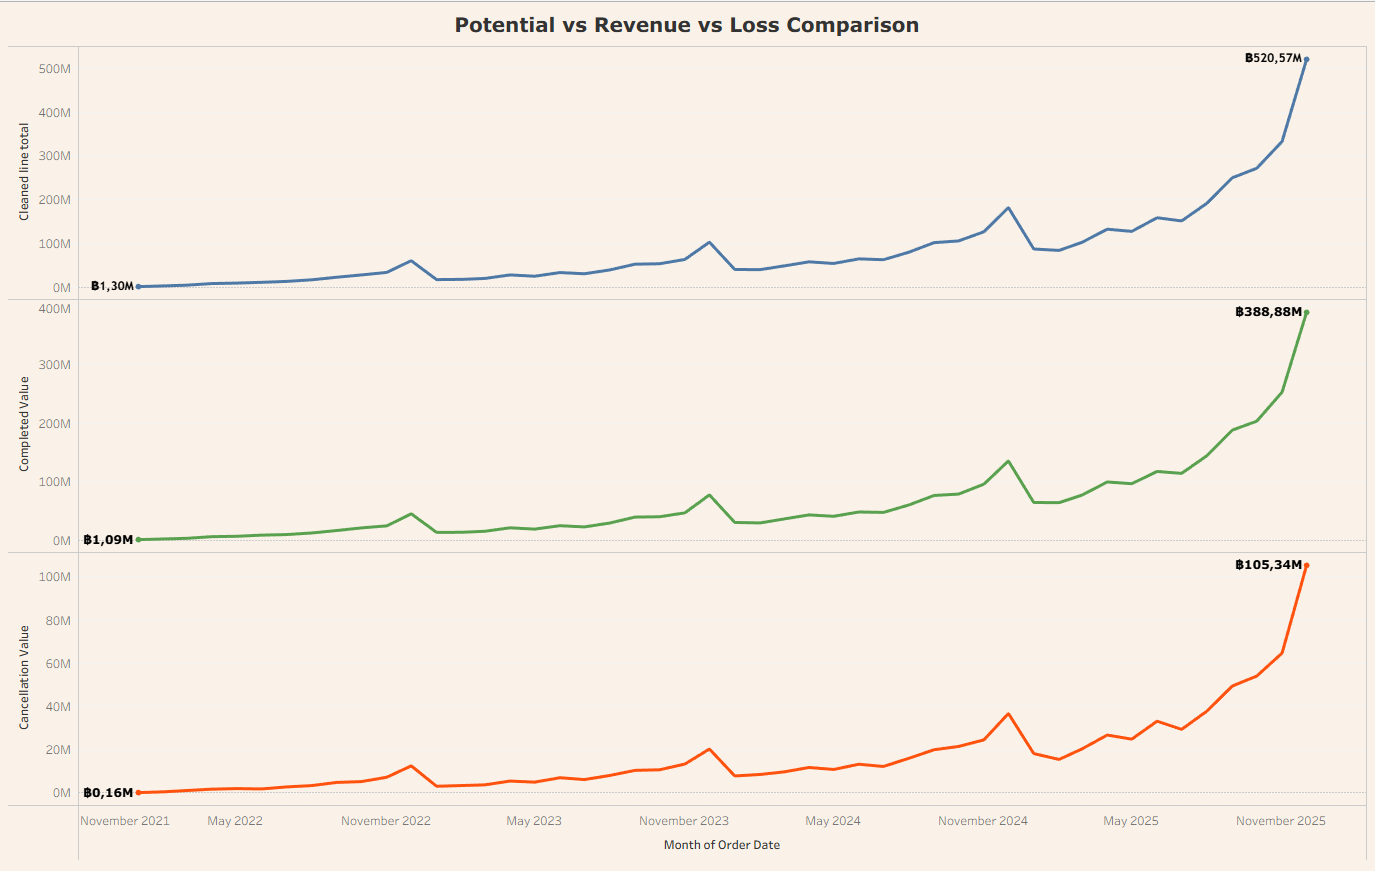 Potential vs Revenue vs Loss Comparison
Cleaned line total
500M
400M
300M
200M
100M
0M
฿520,57M
฿1,30M
Completed Value
400M
300M
200M
100M
0M
฿388,88M
฿1,09M
Cancellation Value
100M
80M
60M
40M
20M
0M
฿105,34M
฿0,16M
November 2021 May 2022 November 2022 May 2023 November 2023 May 2024 November 2024 May 2025 November 2025
Month of Order Date